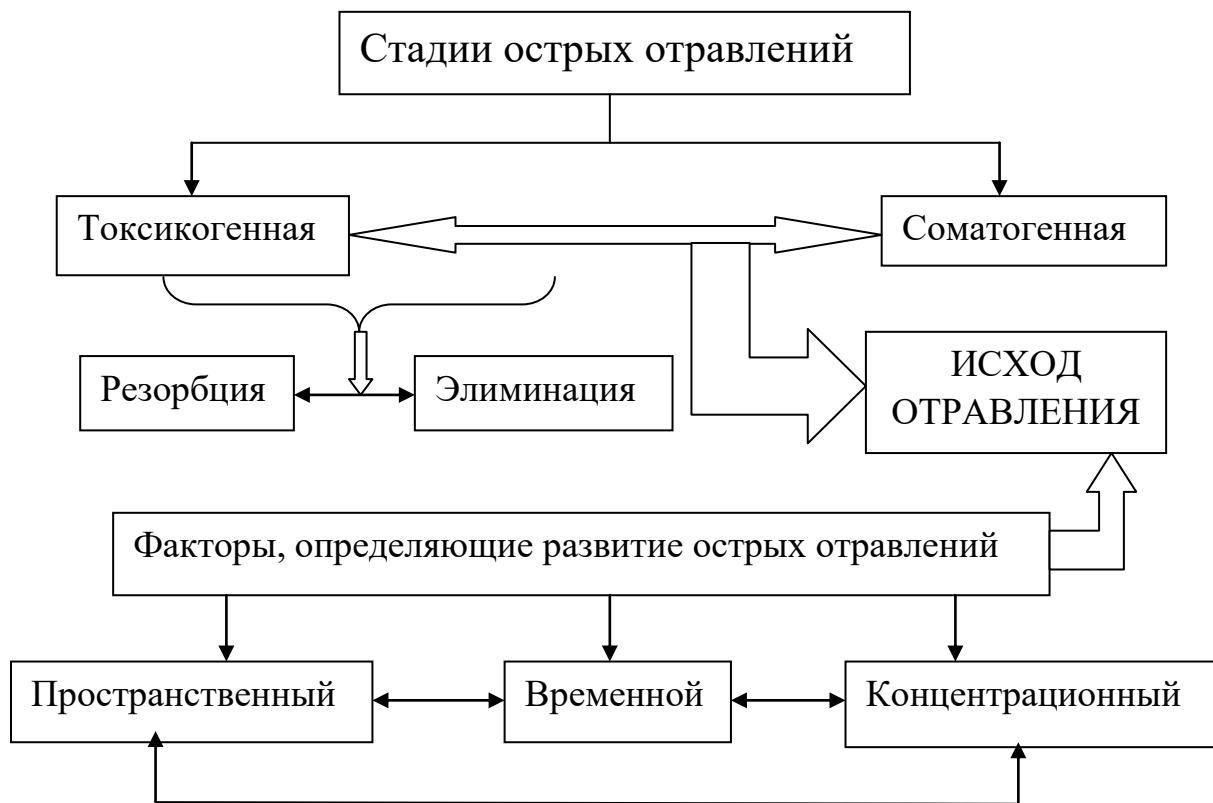 Стадии острых отравлений
Токсикогенная
Соматогенная
Резорбция
Элиминация
ИСХОД
ОТРАВЛЕНИЯ
Факторы, определяющие развитие острых отравлений
Пространственный
Временной
Концентрационный